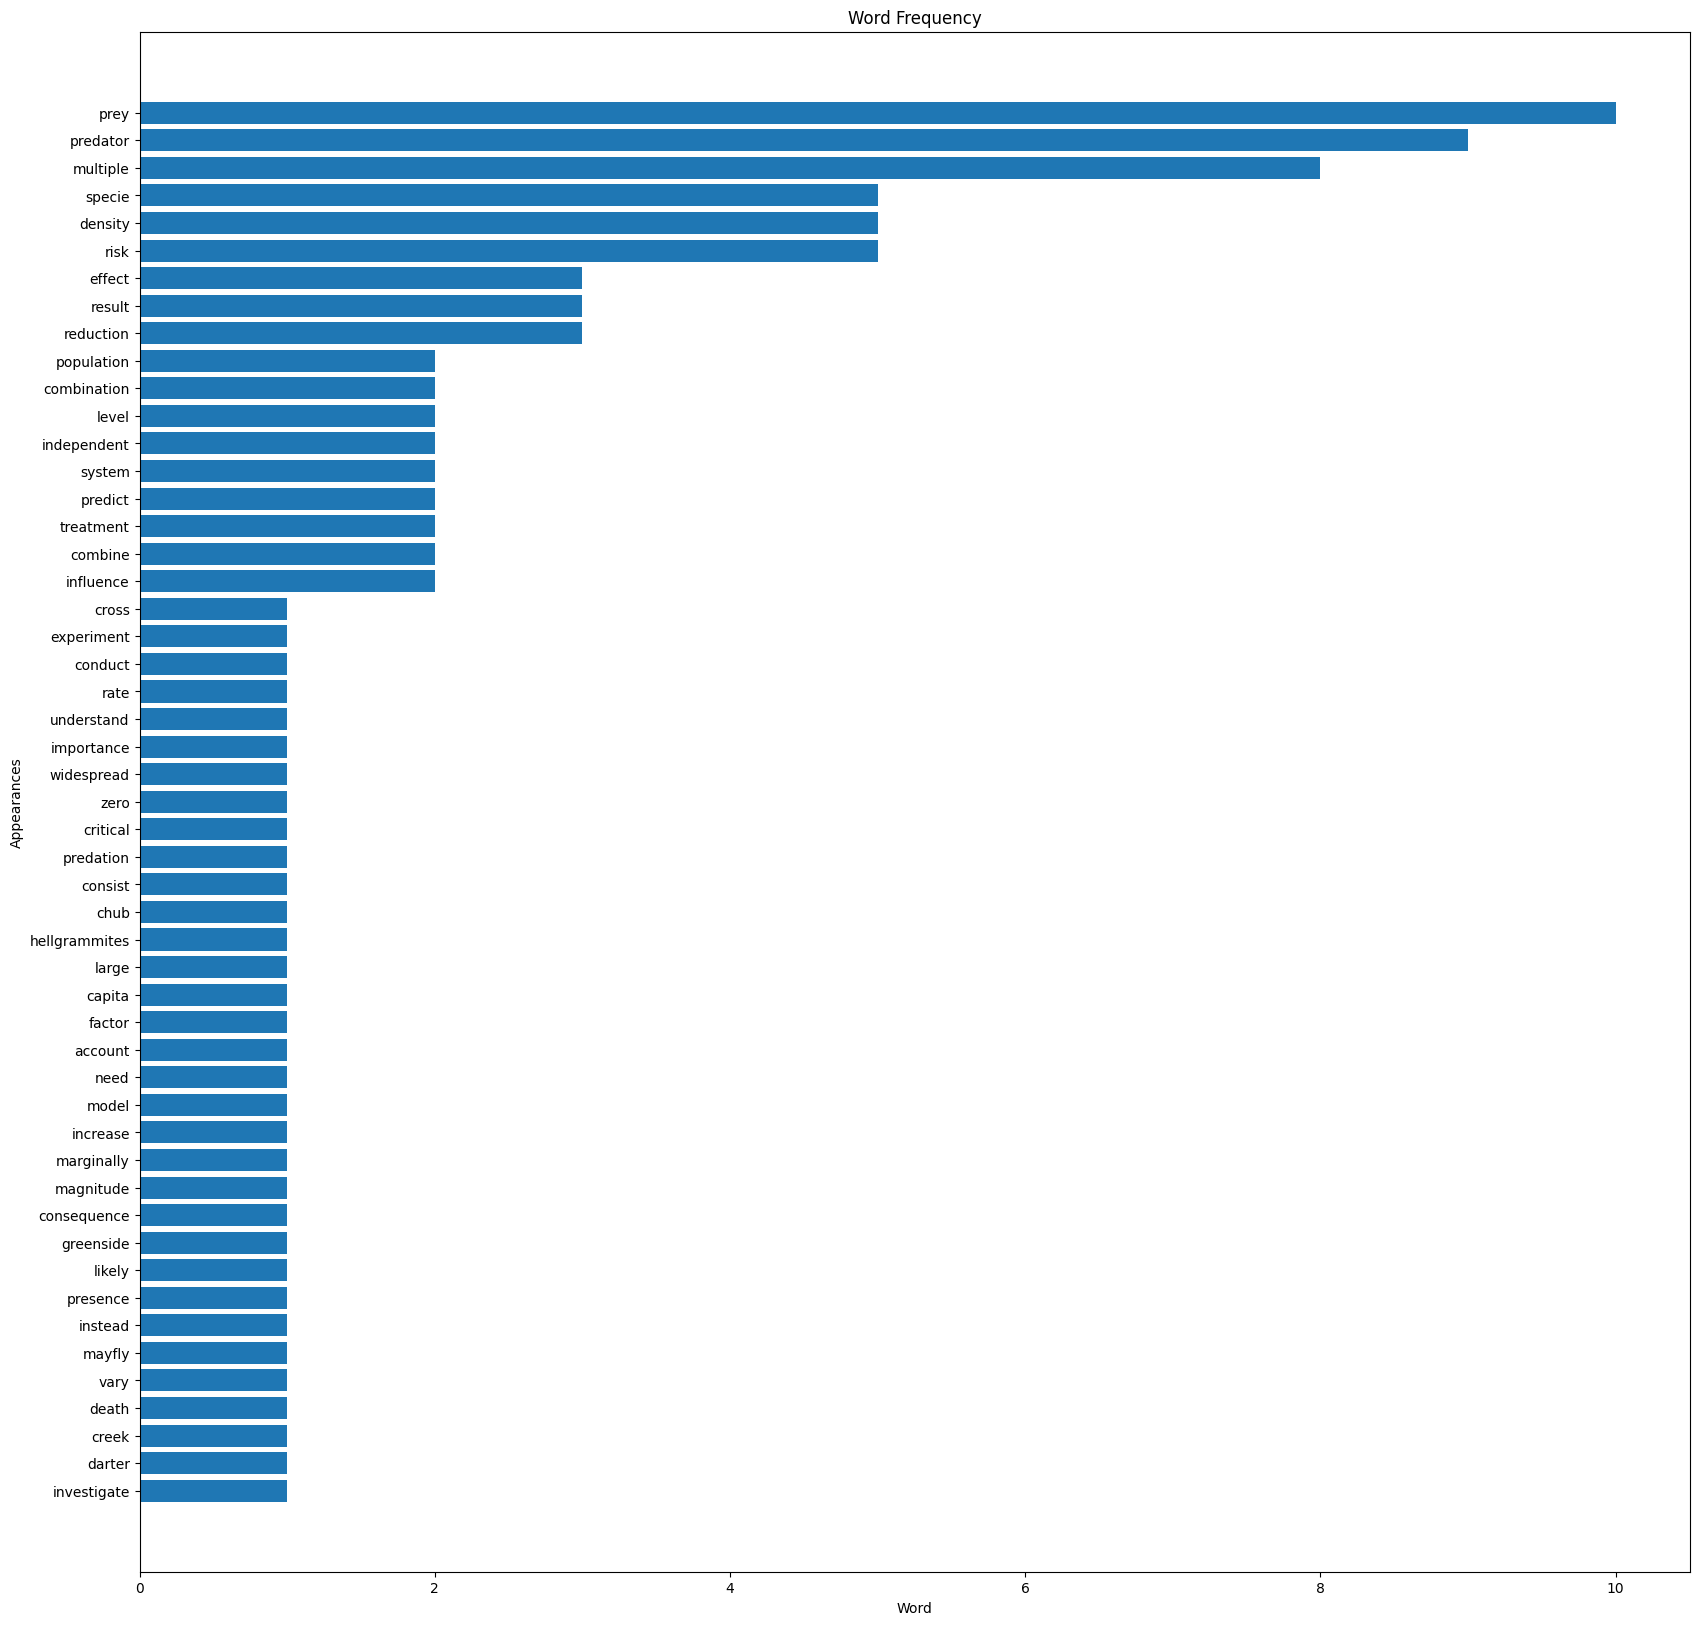 Word Frequency
prey
predator
multiple
specie
density
risk
effect
result
reduction
population
combination
level
independent
system
predict
treatment
combine
influence
cross
experiment
conduct
rate
understand
importance
widespread
zero
critical
predation
consist
chub
hellgrammites
large
capita
factor
account
need
model
increase
marginally
magnitude
consequence
greenside
likely
presence
instead
mayfly
vary
death
creek
darter
investigate
Appearances
0 2 4 6 8 10
Word